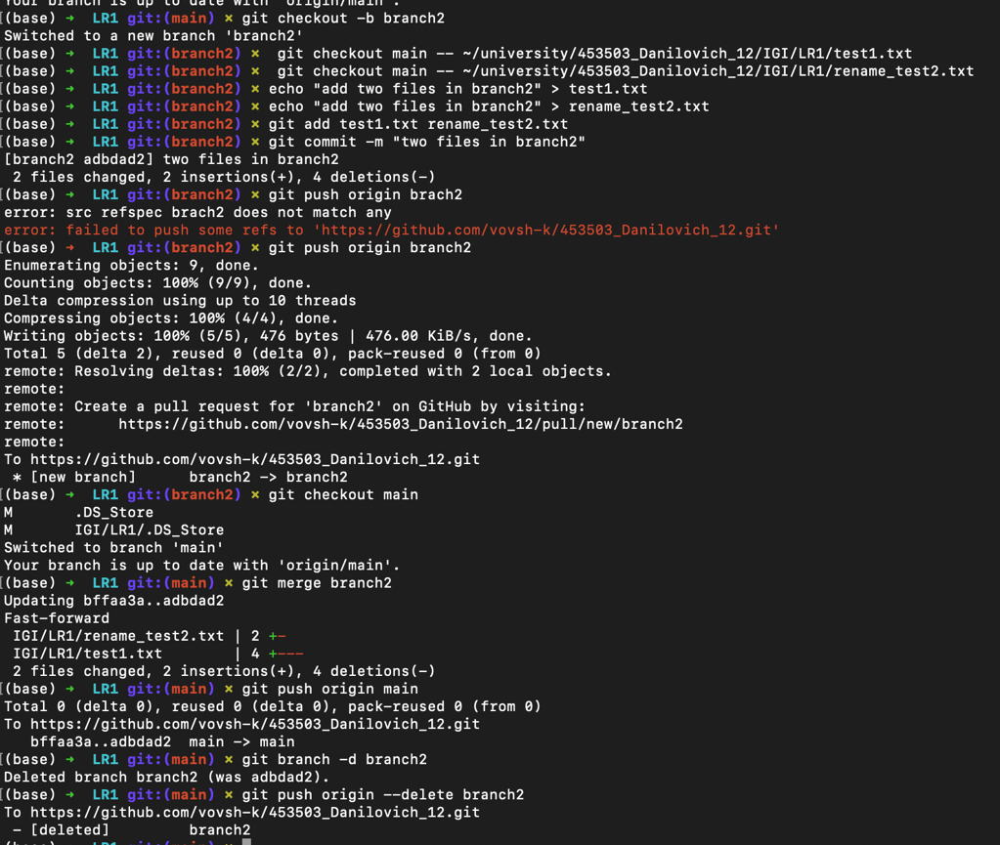 Your branch is up to date with 'origin/main'.
(base) ➜  LR1 git:(main) ✗ git checkout -b branch2
Switched to a new branch 'branch2'
(base) ➜  LR1 git:(branch2) ✗  git checkout main -- ~/university/453503_Danilovich_12/IGI/LR1/test1.txt
(base) ➜  LR1 git:(branch2) ✗  git checkout main -- ~/university/453503_Danilovich_12/IGI/LR1/rename_test2.txt
(base) ➜  LR1 git:(branch2) ✗ echo "add two files in branch2" > test1.txt
(base) ➜  LR1 git:(branch2) ✗ echo "add two files in branch2" > rename_test2.txt
(base) ➜  LR1 git:(branch2) ✗ git add test1.txt rename_test2.txt
(base) ➜  LR1 git:(branch2) ✗ git commit -m "two files in branch2"
[branch2 adbdad2] two files in branch2
 2 files changed, 2 insertions(+), 4 deletions(-)
(base) ➜  LR1 git:(branch2) ✗ git push origin brach2
error: src refspec brach2 does not match any
error: failed to push some refs to 'https://github.com/vovsh-k/453503_Danilovich_12.git'
(base) ➜  LR1 git:(branch2) ✗ git push origin branch2
Enumerating objects: 9, done.
Counting objects: 100% (9/9), done.
Delta compression using up to 10 threads
Compressing objects: 100% (4/4), done.
Writing objects: 100% (5/5), 476 bytes | 476.00 KiB/s, done.
Total 5 (delta 2), reused 0 (delta 0), pack-reused 0 (from 0)
remote: Resolving deltas: 100% (2/2), completed with 2 local objects.
remote:
remote: Create a pull request for 'branch2' on GitHub by visiting:
remote:      https://github.com/vovsh-k/453503_Danilovich_12/pull/new/branch2
remote:
To https://github.com/vovsh-k/453503_Danilovich_12.git
 * [new branch]      branch2 -> branch2
(base) ➜  LR1 git:(branch2) ✗ git checkout main
M       .DS_Store
M       IGI/LR1/.DS_Store
Switched to branch 'main'
Your branch is up to date with 'origin/main'.
(base) ➜  LR1 git:(main) ✗ git merge branch2
Updating bffaa3a..adbdad2
Fast-forward
 IGI/LR1/rename_test2.txt | 2 +-
 IGI/LR1/test1.txt        | 4 +---
 2 files changed, 2 insertions(+), 4 deletions(-)
(base) ➜  LR1 git:(main) ✗ git push origin main
Total 0 (delta 0), reused 0 (delta 0), pack-reused 0 (from 0)
To https://github.com/vovsh-k/453503_Danilovich_12.git
   bffaa3a..adbdad2  main -> main
(base) ➜  LR1 git:(main) ✗ git branch -d branch2
Deleted branch branch2 (was adbdad2).
(base) ➜  LR1 git:(main) ✗ git push origin --delete branch2
To https://github.com/vovsh-k/453503_Danilovich_12.git
 - [deleted]         branch2
(base) ➜  LR1 git:(main) ✗